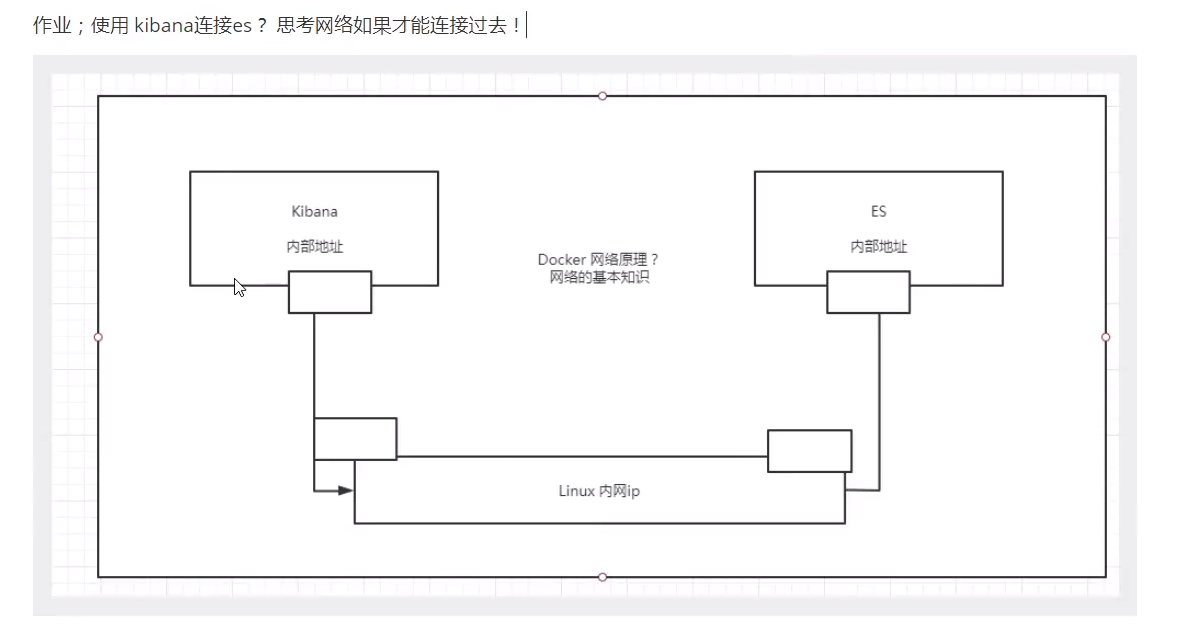 作业；使用 kibana连接es？ 思考网络如果才能连接过去！
Kibana
内部地址
Docker 网络原理？
网络的基本知识
ES
内部地址
Linux 内网ip